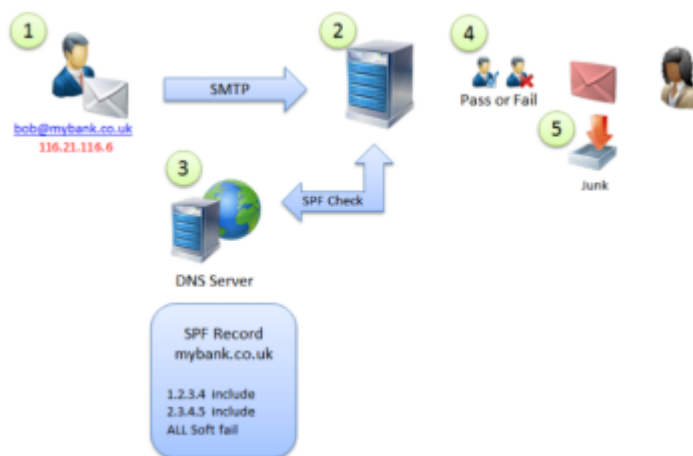 1
2
4
SMTP
Pass or Fail
bob@mybank.co.uk
116.21.116.6
5
3
Junk
SPF Check
DNS Server
SPF Record
mybank.co.uk
1.2.3.4 include
2.3.4.5 include
ALL Soft fail